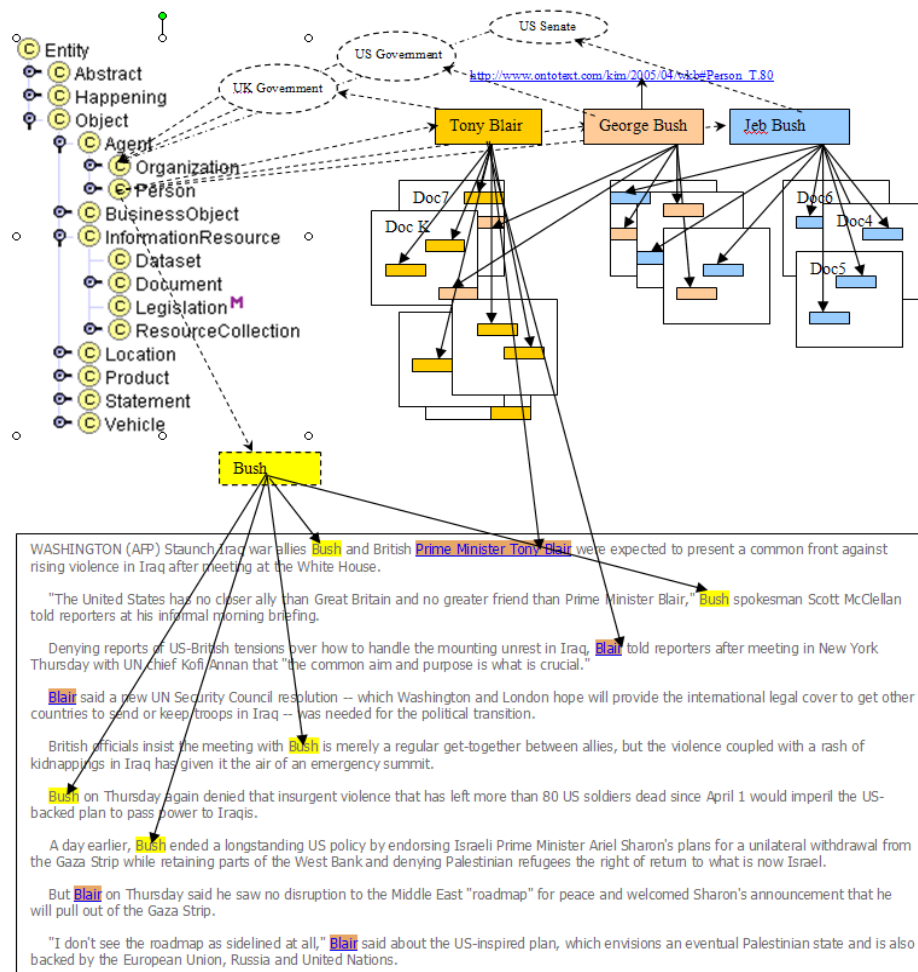 US Senate
US Government
UK Government
http://www.ontotext.com/kim/2005/04/wkb#Person_T.80
Entity
Abstract
Happening
Object
Agent
Organization
Person
BusinessObject
InformationResource
Dataset
Document
Legislation M
ResourceCollection
Location
Product
Statement
Vehicle
Tony Blair
George Bush
Jeb Bush
Doc7
Doc K
Doc6
Doc4
Doc5
Bush
WASHINGTON (AFP) Staunch Iraq war allies Bush and British Prime Minister Tony Blair were expected to present a common front against
rising violence in Iraq after meeting at the White House.
"The United States has no closer ally than Great Britain and no greater friend than Prime Minister Blair," Bush spokesman Scott McClellan
told reporters at his informal morning briefing.
Denying reports of US-British tensions over how to handle the mounting unrest in Iraq, Blair told reporters after meeting in New York
Thursday with UN chief Kofi Annan that "the common aim and purpose is what is crucial."
Blair said a new UN Security Council resolution -- which Washington and London hope will provide the international legal cover to get other
countries to send or keep troops in Iraq -- was needed for the political transition.
British officials insist the meeting with Bush is merely a regular get-together between allies, but the violence coupled with a rash of
kidnappings in Iraq has given it the air of an emergency summit.
Bush on Thursday again denied that insurgent violence that has left more than 80 US soldiers dead since April 1 would imperil the US-
backed plan to pass power to Iraqis.
A day earlier, Bush ended a longstanding US policy by endorsing Israeli Prime Minister Ariel Sharon's plans for a unilateral withdrawal from
the Gaza Strip while retaining parts of the West Bank and denying Palestinian refugees the right of return to what is now Israel.
But Blair on Thursday said he saw no disruption to the Middle East "roadmap" for peace and welcomed Sharon's announcement that he
will pull out of the Gaza Strip.
"I don't see the roadmap as sidelined at all," Blair said about the US-inspired plan, which envisions an eventual Palestinian state and is also
backed by the European Union, Russia and United Nations.